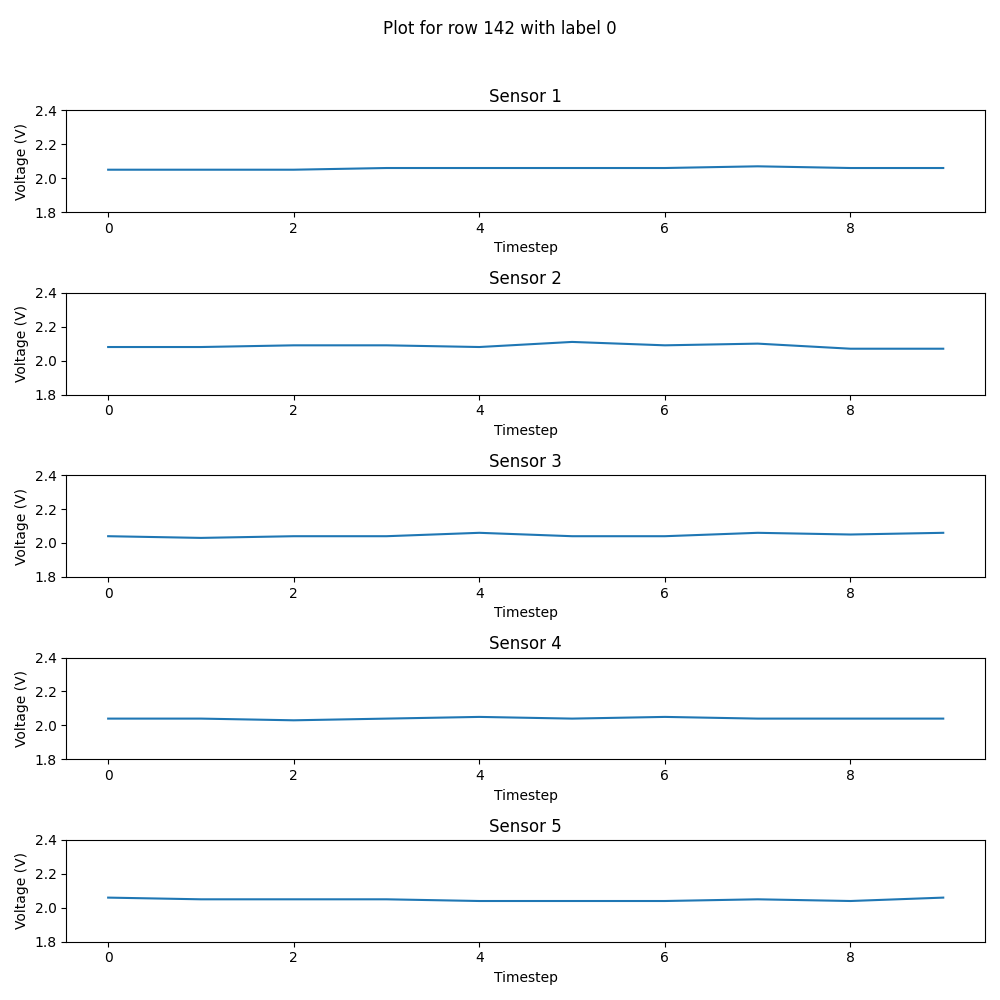 Plot for row 142 with label 0
Sensor 1
Voltage (V)
2.4
2.2
2.0
1.8
0 2 4 6 8
Timestep
Sensor 2
Voltage (V)
2.4
2.2
2.0
1.8
0 2 4 6 8
Timestep
Sensor 3
Voltage (V)
2.4
2.2
2.0
1.8
0 2 4 6 8
Timestep
Sensor 4
Voltage (V)
2.4
2.2
2.0
1.8
0 2 4 6 8
Timestep
Sensor 5
Voltage (V)
2.4
2.2
2.0
1.8
0 2 4 6 8
Timestep